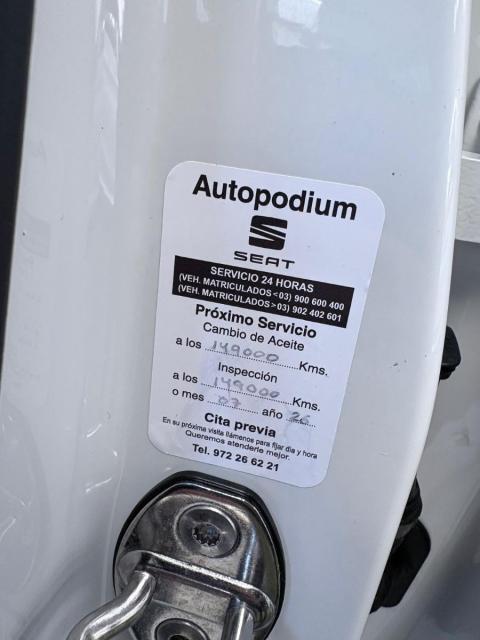 Autopodium
SEAT
SERVICIO 24 HORAS
(VEH. MATRICULADOS <03) 900 600 400
(VEH. MATRICULADOS >03) 902 402 601
Próximo Servicio
Cambio de Aceite
a los 149000 Kms.
Inspección
a los 149000 Kms.
o mes 07 año 26
Cita previa
En su próxima visita llámenos para fijar dia y hora
Queremos atenderle mejor.
Tel. 972 26 62 21